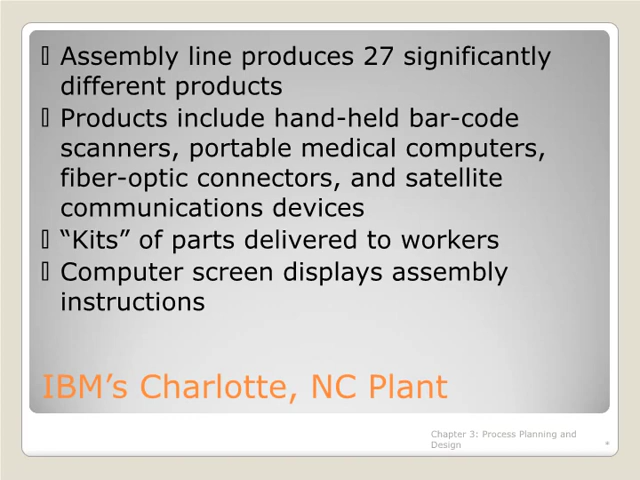 Assembly line produces 27 significantly
different products
Products include hand-held bar-code
scanners, portable medical computers,
fiber-optic connectors, and satellite
communications devices
“Kits” of parts delivered to workers
Computer screen displays assembly
instructions
IBM’s Charlotte, NC Plant
Chapter 3: Process Planning and
Design
*